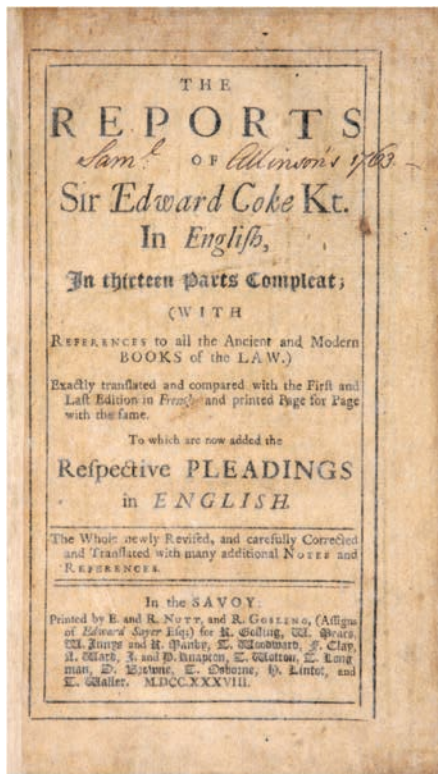 THE
REPORTS
Sam.l OF Atkinson's 1763.
Sir Edward Coke Kt.
In Engliſh,
In thirteen Parts Compleat;
(WITH
REFERENCES to all the Ancient and Modern
BOOKS of the LAW.)
Exactly tranſlated and compared with the Firſt and
Laſt Edition in French and printed Page for Page
with the ſame.
To which are now added the
Reſpective PLEADINGS
in ENGLISH.
The Whole newly Reviſed, and carefully Corrected
and Tranſlated with many additional NOTES and
REFERENCES.
In the SAVOY:
Printed by E. and R. NUTT, and R. GOSLING, (Aſſigns
of Edward Sayer Eſq;) for R. Goſling, W. Mears,
W. Innys and R. Manby, T. Woodward, F. Clay,
A. Ward, J. and P. Knapton, T. Wotton, T. Long
man, D. Browne, T. Osborne, H. Lintot, and
T. Waller. M.DCC.XXXVIII.